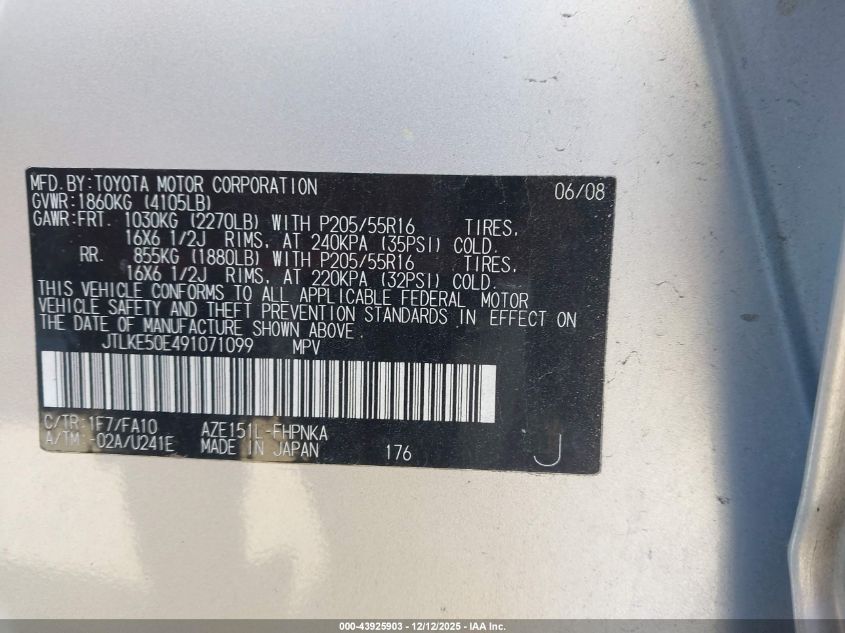 MFD.BY:TOYOTA MOTOR CORPORATION 06/08
GVWR:1860KG (4105LB)
GAWR:FRT. 1030KG (2270LB) WITH P205/55R16 TIRES,
16X6 1/2J RIMS, AT 240KPA (35PSI) COLD.
RR. 855KG (1880LB) WITH P205/55R16 TIRES,
16X6 1/2J RIMS, AT 220KPA (32PSI) COLD.
THIS VEHICLE CONFORMS TO ALL APPLICABLE FEDERAL MOTOR
VEHICLE SAFETY AND THEFT PREVENTION STANDARDS IN EFFECT ON
THE DATE OF MANUFACTURE SHOWN ABOVE.
JTLKE50E491071099 MPV
C/TR:1F7/FA10 AZE151L-FHPNKA
A/TM:-02A/U241E MADE IN JAPAN 176 J
000-43925903 - 12/12/2025 - IAA Inc.